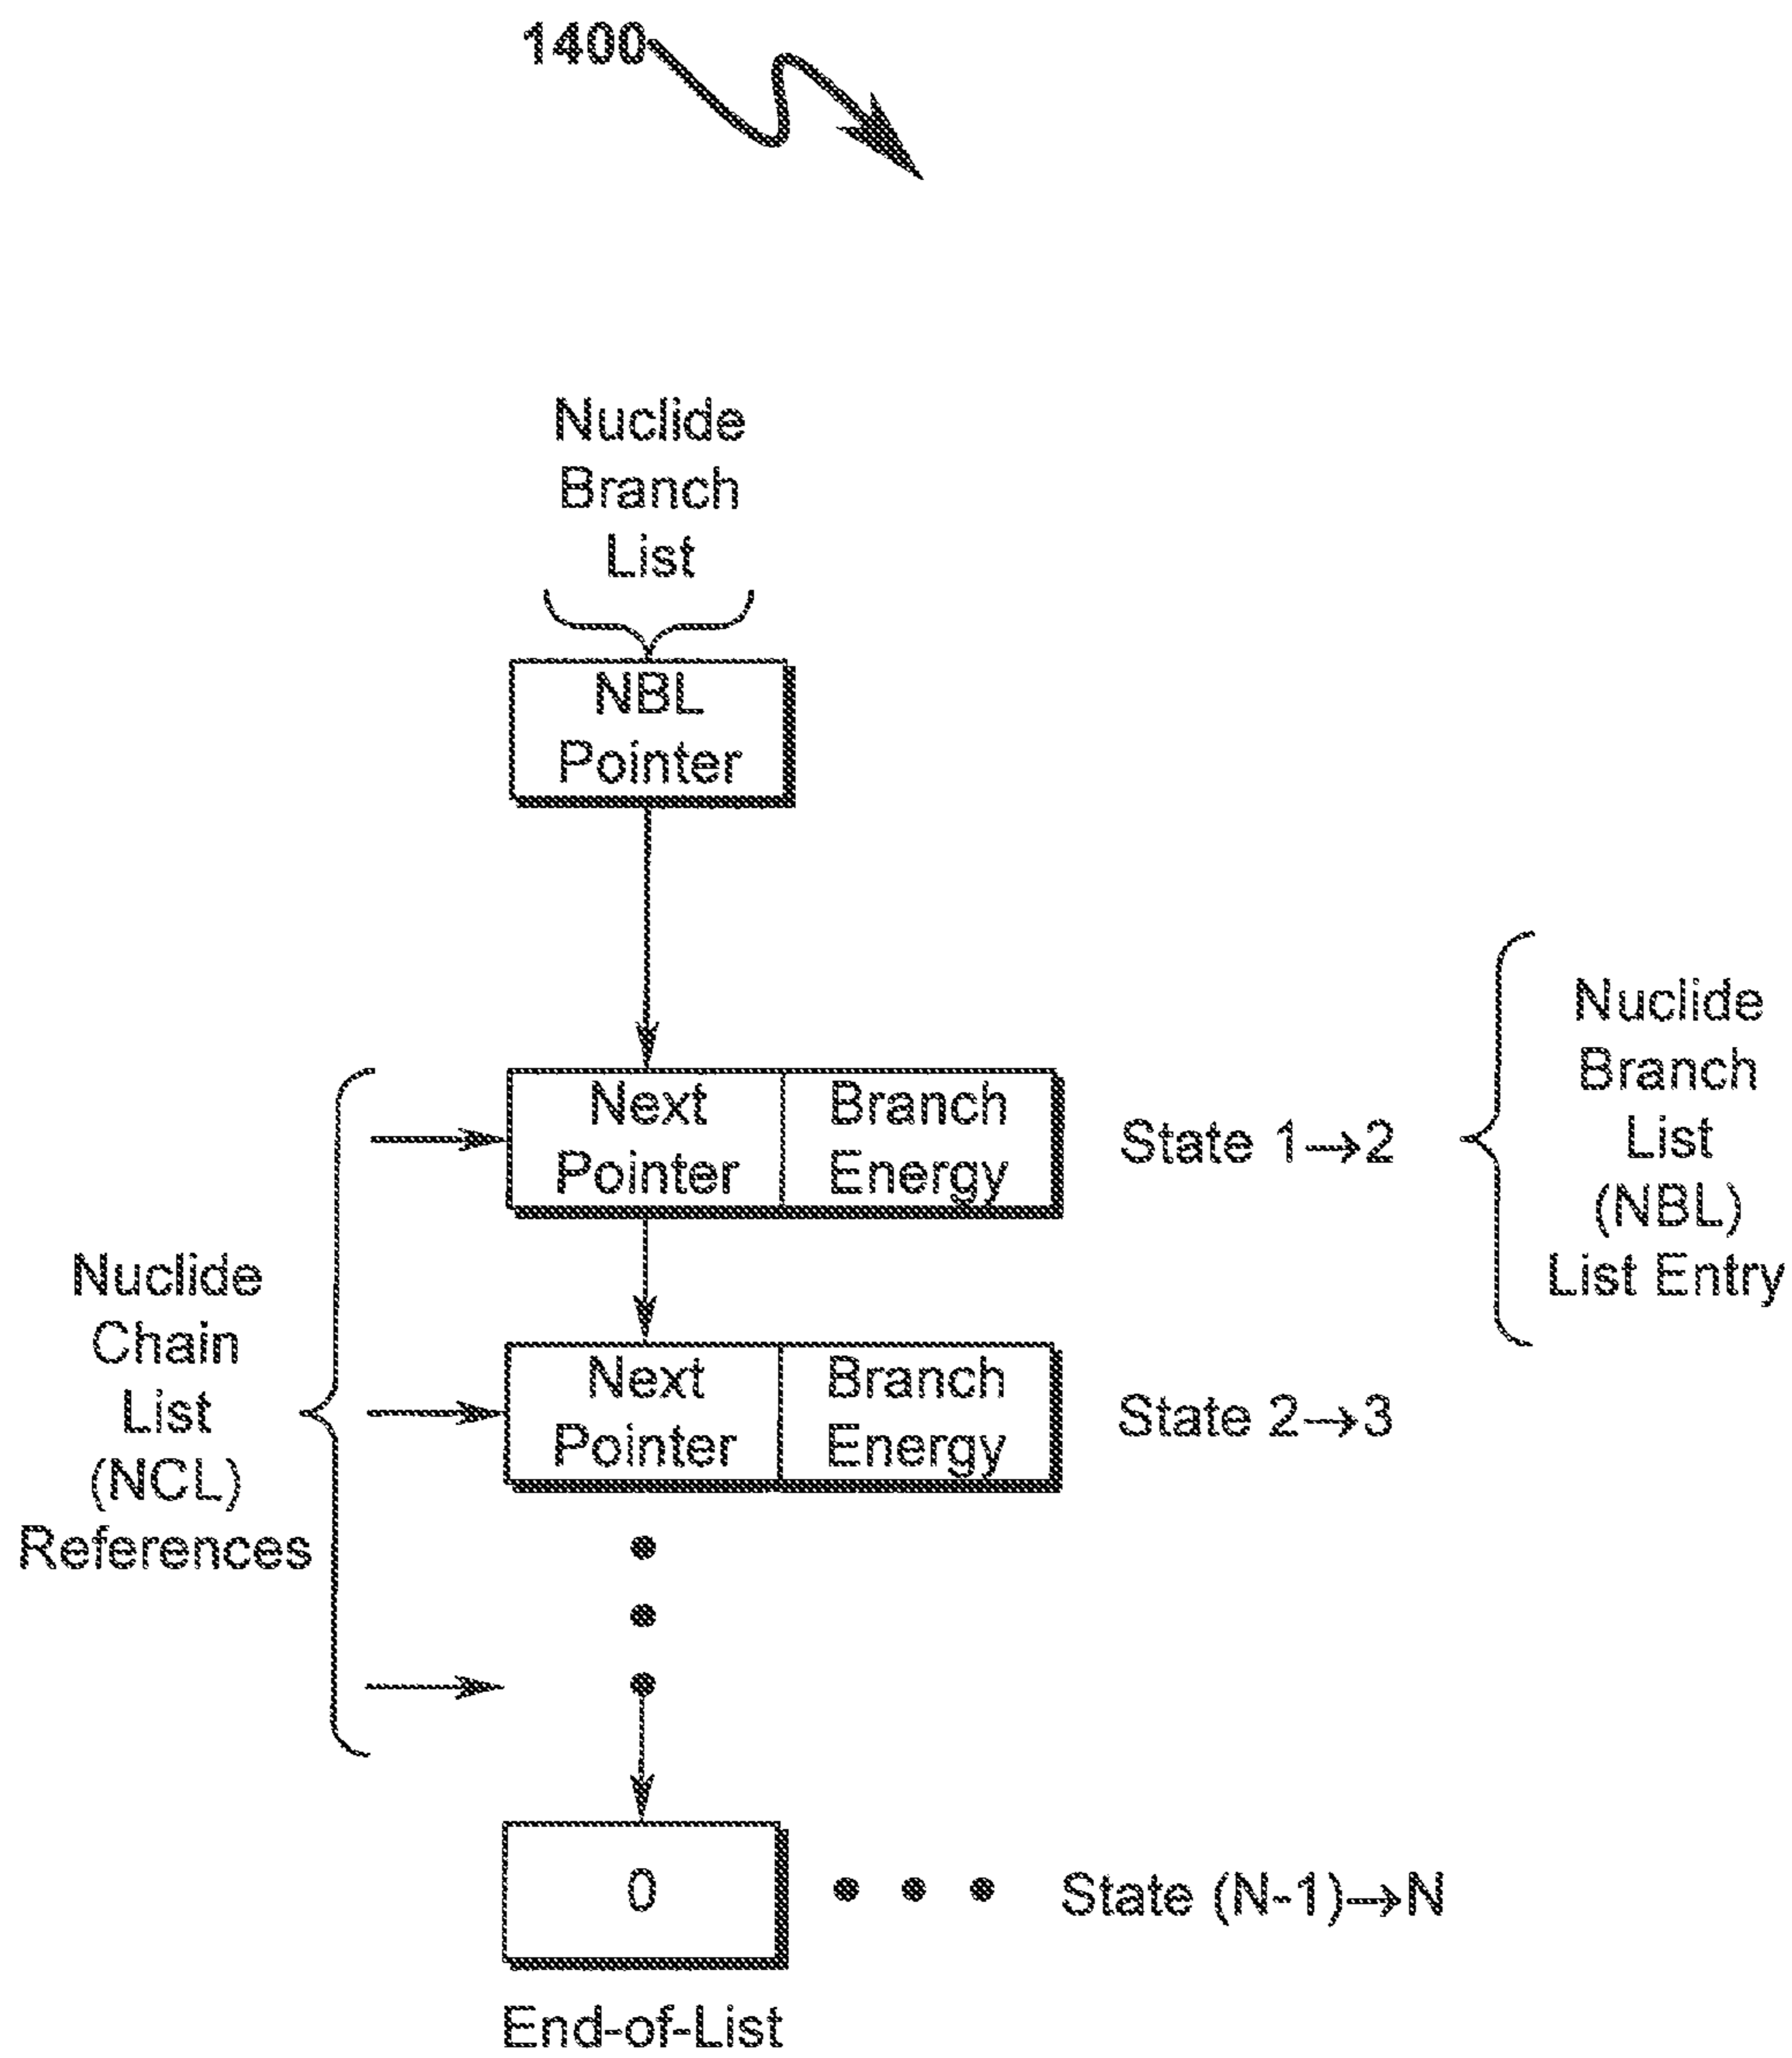 1400
Nuclide
Branch
List
NBL
Pointer
Next
Pointer
Branch
Energy
State 1→2
Nuclide
Branch
List
(NBL)
List Entry
Nuclide
Chain
List
(NCL)
References
Next
Pointer
Branch
Energy
State 2→3
0
State (N-1)→N
End-of-List